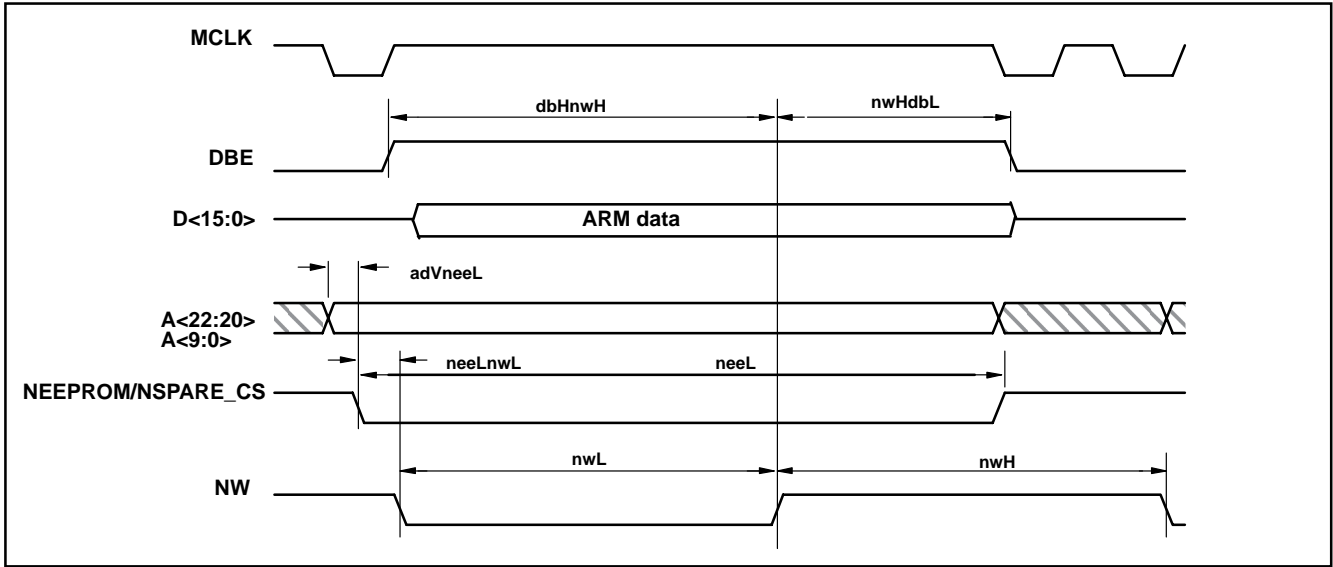 MCLK
dbHnwH nwHdbL
DBE
D<15:0> ARM data
adVneeL
A<22:20>
A<9:0>
neeLnwL neeL
NEEPROM/NSPARE_CS
nwL nwH
NW